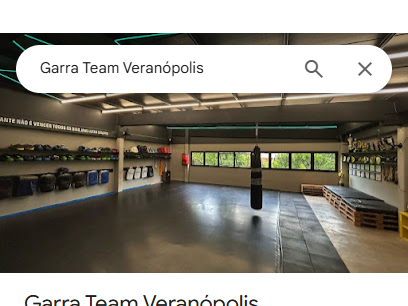 Garra Team Veranópolis
ANTE NÃO É VENCER TODOS OS DIAS, MAS LUTAR SEMPRE
Garra Team Veranópolis